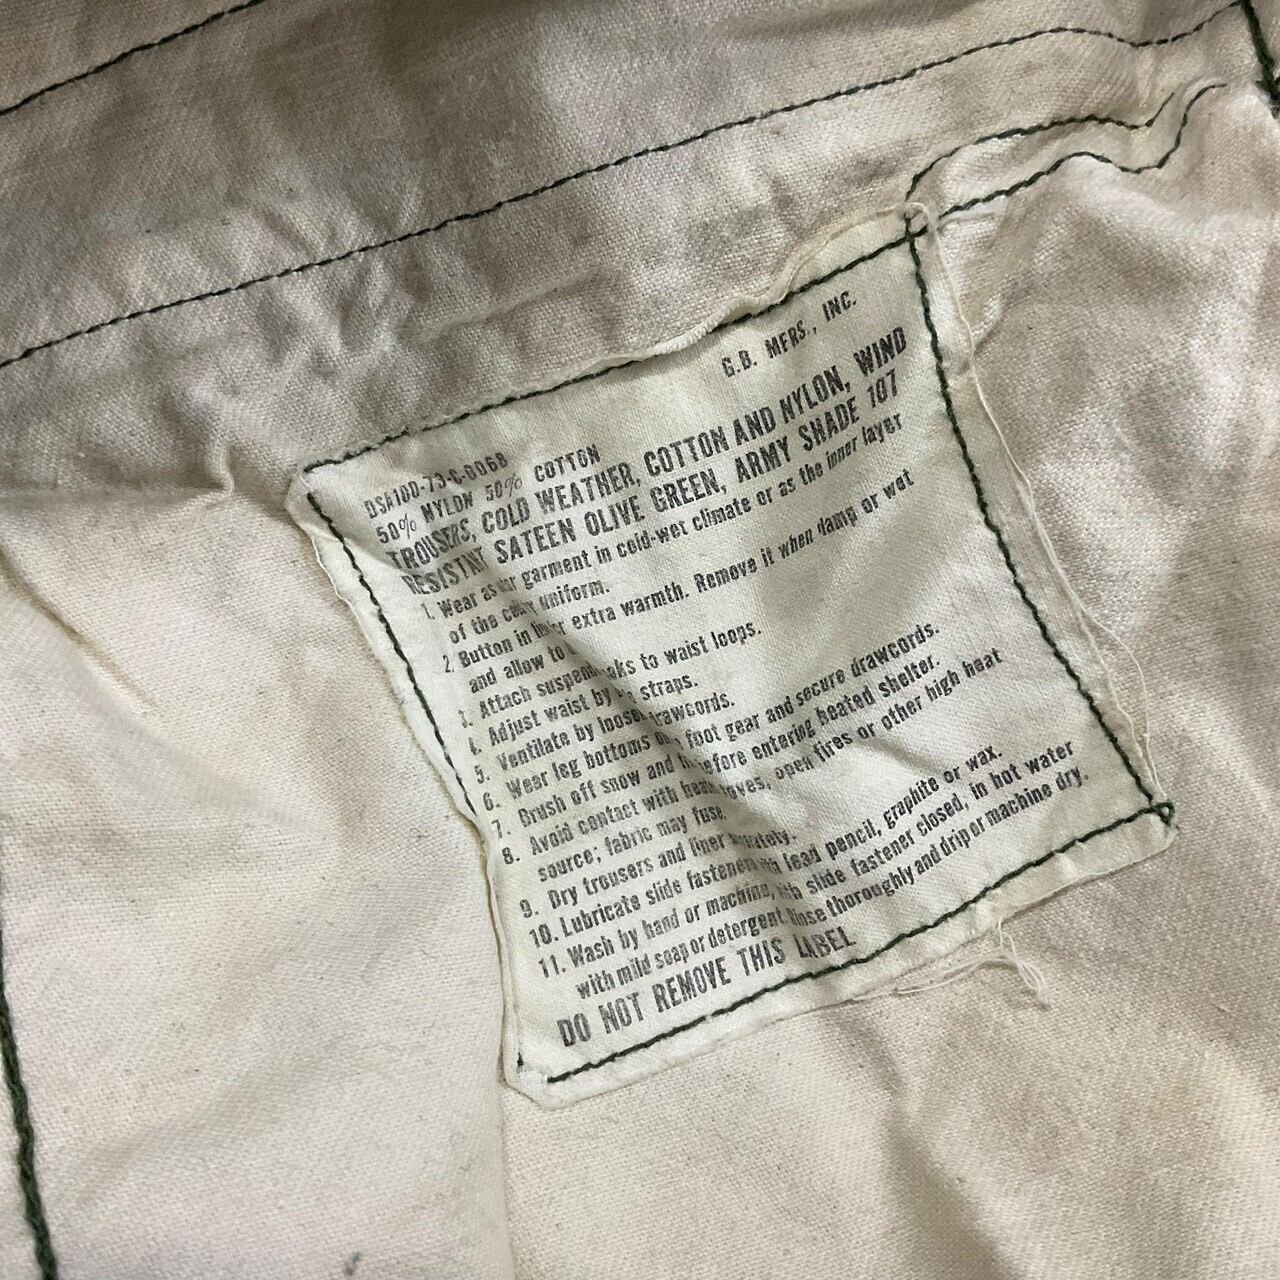 G.B. MFRS., INC.
DSA100-73-C-0068
50% NYLON 50% COTTON
TROUSERS, COLD WEATHER, COTTON AND NYLON, WIND
RESISTNT SATEEN OLIVE GREEN, ARMY SHADE 107
1. Wear as garment in cold-wet climate or as the inner layer
of the uniform.
2. Button in extra warmth. Remove it when damp or wet
and allow to
3. Attach to waist loops.
4. Adjust waist by straps.
5. Ventilate by drawcords.
6. Wear leg bottoms foot gear and secure drawcords.
7. Brush off snow and before entering heated shelter.
8. Avoid contact with open fires or other high heat
source; fabric may fuse.
9. Dry trousers and liner
10. Lubricate slide with lead pencil, graphite or wax.
11. Wash by hand or machine, with slide fastener closed, in hot water
with mild soap or detergent. Rinse thoroughly and drip or machine dry.
DO NOT REMOVE THIS LABEL